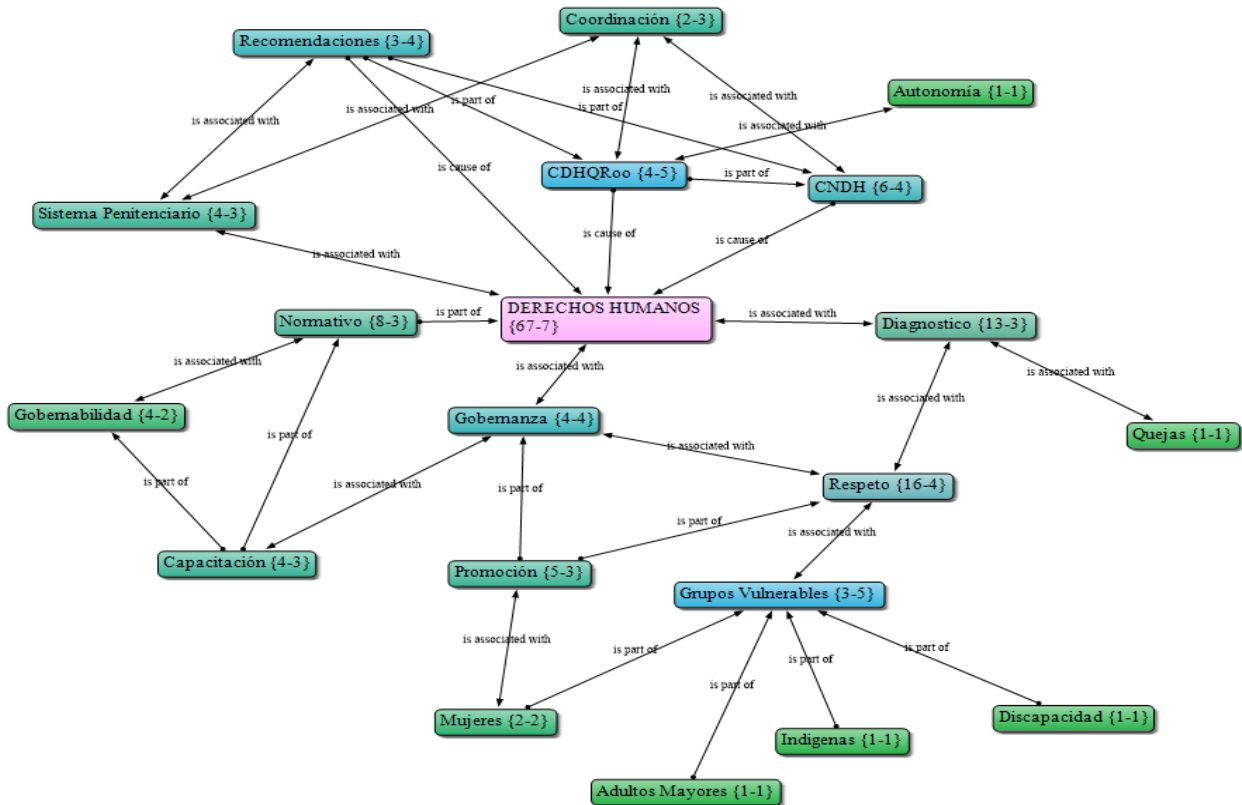 Coordinación {2-3}
Recomendaciones {3-4}
Autonomía {1-1}
is associated with
is associated with
is part of
is part of
is associated with
is associated with
is associated with
is cause of
CDHQRoo {4-5}
is part of
CNDH {6-4}
Sistema Penitenciario {4-3}
is associated with
is cause of
is cause of
DERECHOS HUMANOS
{67-7}
Normativo {8-3}
is part of
is associated with
Diagnostico {13-3}
is associated with
is associated with
is associated with
is associated with
Gobernabilidad {4-2}
Gobernanza {4-4}
Quejas {1-1}
is part of
is associated with
is part of
is associated with
is part of
Respeto {16-4}
is part of
is associated with
Capacitación {4-3}
Promoción {5-3}
Grupos Vulnerables {3-5}
is associated with
is part of
is part of
is part of
is part of
Mujeres {2-2}
Discapacidad {1-1}
Indigenas {1-1}
Adultos Mayores {1-1}